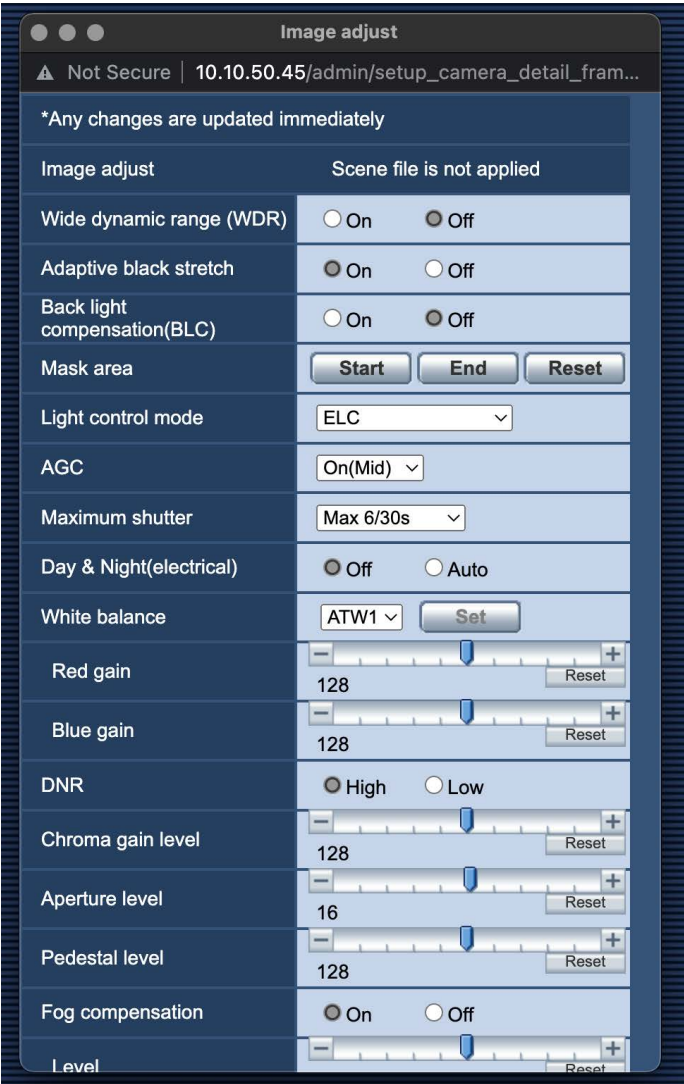 Image adjust
Not Secure | 10.10.50.45/admin/setup_camera_detail_fram...
*Any changes are updated immediately
Image adjust Scene file is not applied
Wide dynamic range (WDR) On Off
Adaptive black stretch On Off
Back light
compensation(BLC) On Off
Mask area Start End Reset
Light control mode ELC
AGC On(Mid)
Maximum shutter Max 6/30s
Day & Night(electrical) Off Auto
White balance ATW1 Set
Red gain 128 Reset
Blue gain 128 Reset
DNR High Low
Chroma gain level 128 Reset
Aperture level 16 Reset
Pedestal level 128 Reset
Fog compensation On Off
Level Reset